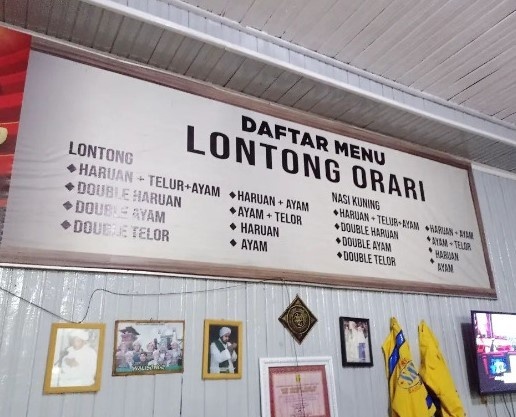 DAFTAR MENU
LONTONG ORARI
LONTONG
◆HARUAN + TELUR+AYAM
◆DOUBLE HARUAN
◆DOUBLE AYAM
◆DOUBLE TELOR
◆HARUAN + AYAM
◆AYAM + TELOR
◆HARUAN
◆AYAM
NASI KUNING
◆HARUAN + TELUR+AYAM
◆DOUBLE HARUAN
◆DOUBLE AYAM
◆DOUBLE TELOR
◆HARUAN + AYAM
◆AYAM + TELOR
◆HARUAN
◆AYAM
WALISONGO